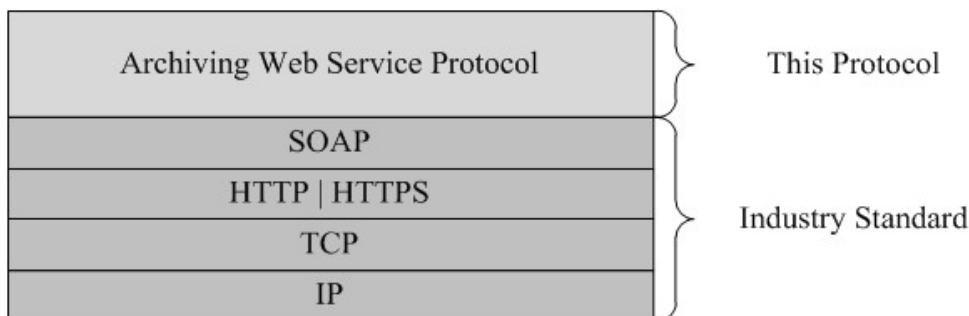 Archiving Web Service Protocol
This Protocol
SOAP
HTTP | HTTPS
TCP
IP
Industry Standard